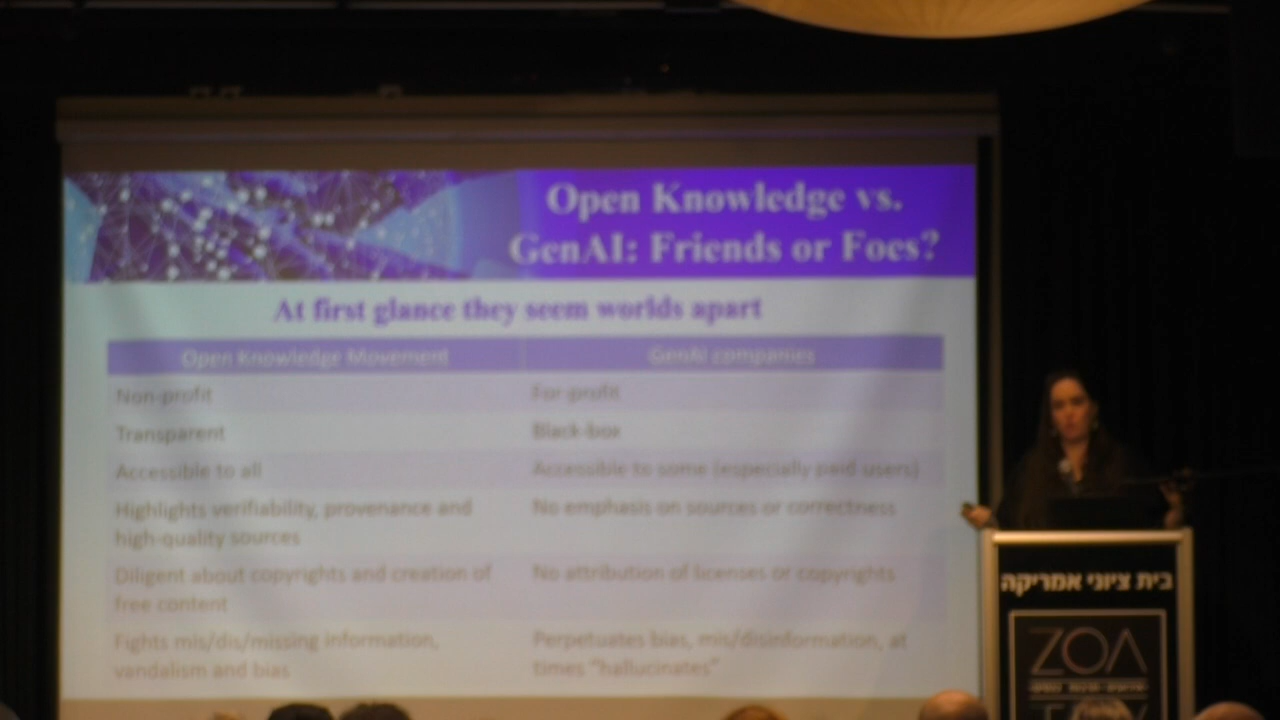 Open Knowledge vs.
GenAI: Friends or Foes?
At first glance they seem worlds apart
Open Knowledge Movement
GenAI companies
Non-profit
For-profit
Transparent
Black-box
Accessible to all
Accessible to some (especially paid users)
Highlights verifiability, provenance and
high-quality sources
No emphasis on sources or correctness
Diligent about copyrights and creation of
free content
No attribution of licenses or copyrights
Fights mis/dis/missing information,
vandalism and bias
Perpetuates bias, mis/disinformation, at
times "hallucinates"
בית ציוני אמריקה
ZOA